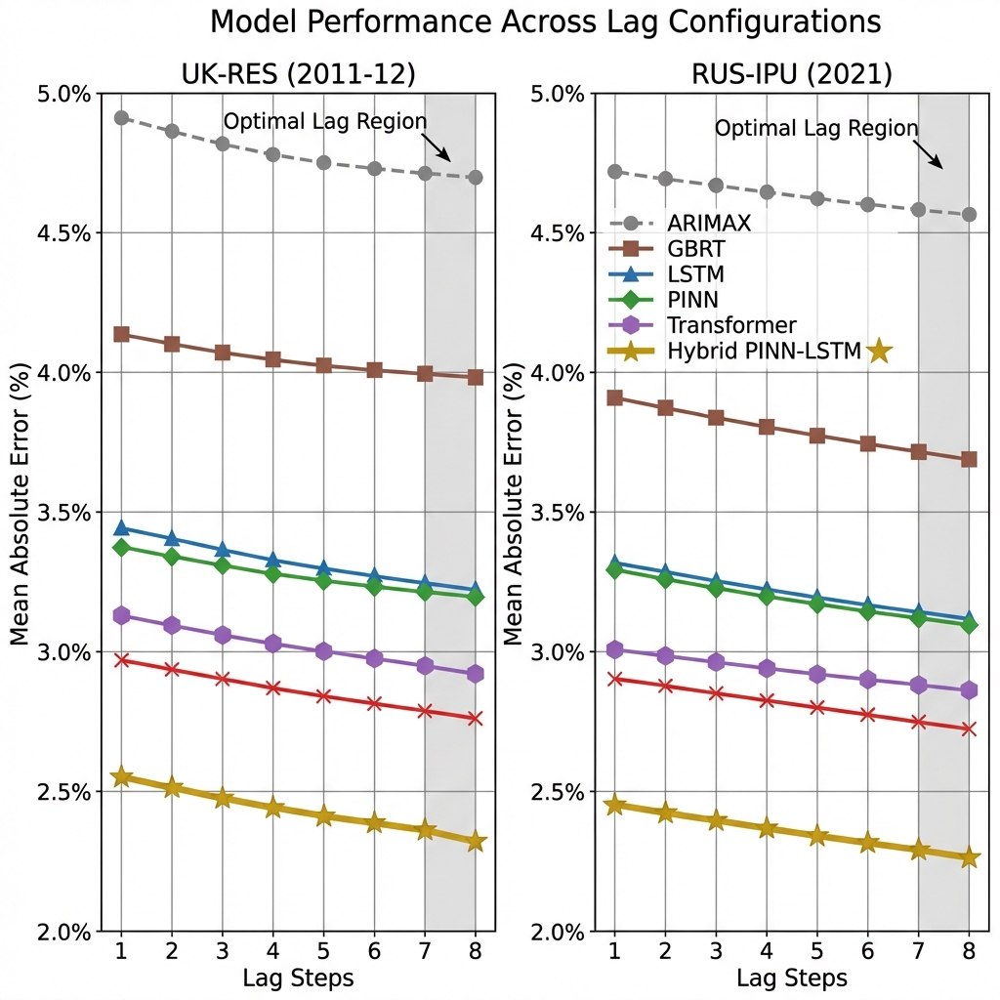 Model Performance Across Lag Configurations
UK-RES (2011-12)
Mean Absolute Error (%)
5.0%
4.5%
4.0%
3.5%
3.0%
2.5%
2.0%
Optimal Lag Region
1 2 3 4 5 6 7 8
Lag Steps
RUS-IPU (2021)
Mean Absolute Error (%)
5.0%
4.5%
4.0%
3.5%
3.0%
2.5%
2.0%
Optimal Lag Region
ARIMAX
GBRT
LSTM
PINN
Transformer
Hybrid PINN-LSTM
1 2 3 4 5 6 7 8
Lag Steps